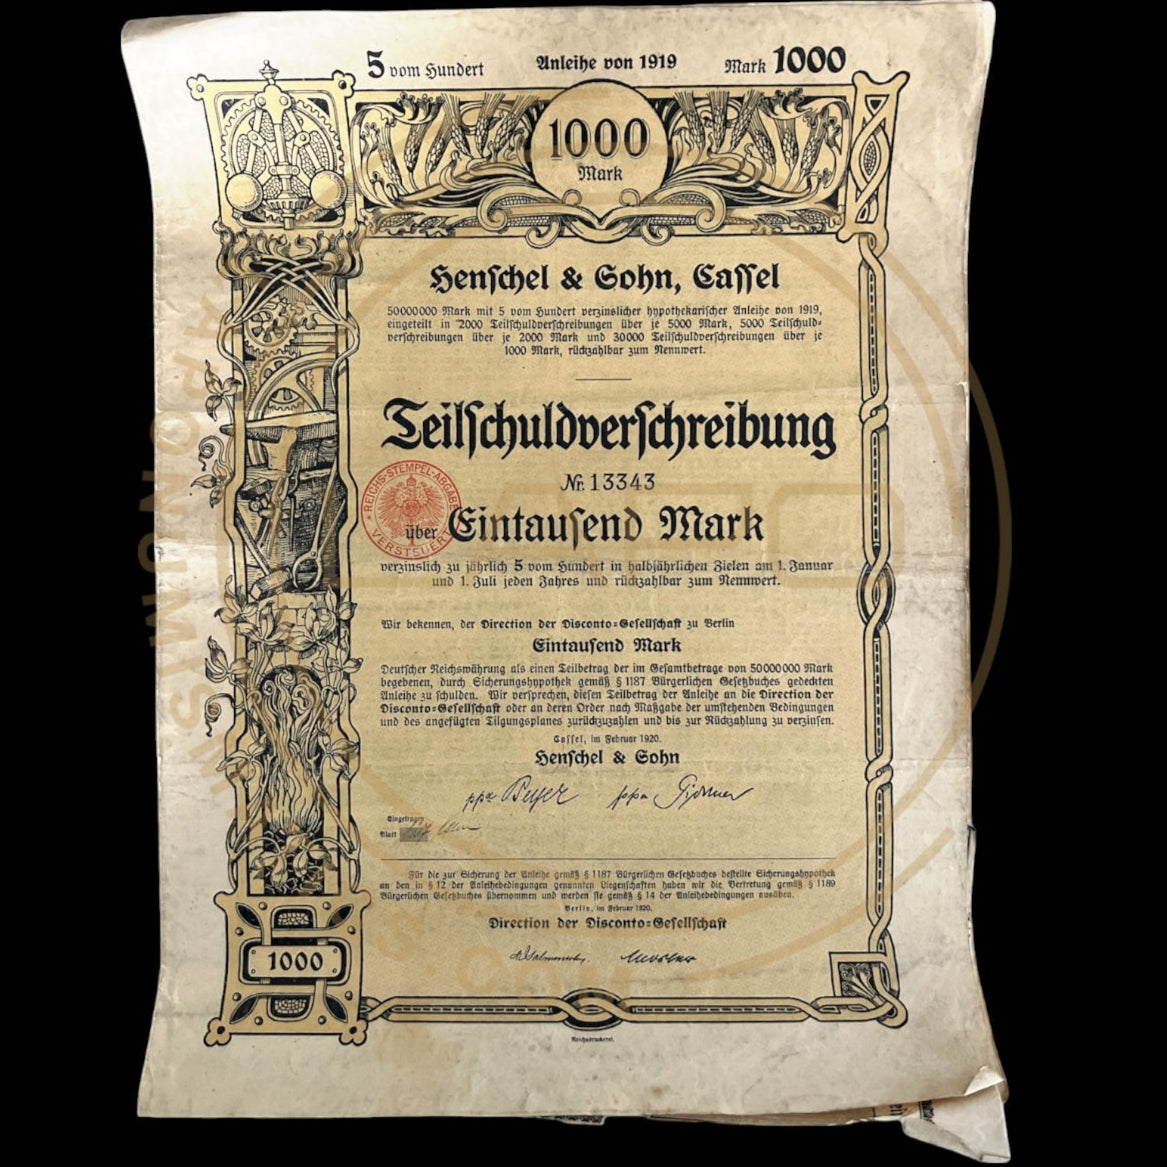 5 vom Hundert Anleihe von 1919 Mark 1000
1000
Mark
Henschel & Sohn, Cassel
50000000 Mark mit 5 vom Hundert verzinslicher hypothekarischer Anleihe von 1919,
eingeteilt in 2000 Teilschuldverschreibungen über je 5000 Mark, 5000 Teilschuld-
verschreibungen über je 2000 Mark und 30000 Teilschuldverschreibungen über je
1000 Mark, rückzahlbar zum Nennwert.
Teilschuldverschreibung
Nr. 13343
REICHS-STEMPEL-ABGABE
VERSTEUERT
über Eintausend Mark
verzinslich zu jährlich 5 vom Hundert in halbjährlichen Zielen am 1. Januar
und 1. Juli jeden Jahres und rückzahlbar zum Nennwert.
Wir bekennen, der Direction der Disconto-Gesellschaft zu Berlin
Eintausend Mark
Deutscher Reichswährung als einen Teilbetrag der im Gesamtbetrage von 50000000 Mark
begebenen, durch Sicherungshypothek gemäß § 1187 Bürgerlichen Gesetzbuches gedeckten
Anleihe zu schulden. Wir versprechen, diesen Teilbetrag der Anleihe an die Direction der
Disconto-Gesellschaft oder an deren Order nach Maßgabe der umstehenden Bedingungen
und des angefügten Tilgungsplanes zurückzuzahlen und bis zur Rückzahlung zu verzinsen.
Cassel, im Februar 1920.
Henschel & Sohn
ppa ppa
Eingetragen
Blatt
Für die zur Sicherung der Anleihe gemäß § 1187 Bürgerlichen Gesetzbuches bestellte Sicherungshypothek
an den in § 12 der Anleihebedingungen genannten Liegenschaften haben wir die Vertretung gemäß § 1189
Bürgerlichen Gesetzbuches übernommen und werden sie gemäß § 14 der Anleihebedingungen ausüben.
Berlin, im Februar 1920.
Direction der Disconto-Gesellschaft
1000
Reichsdruckerei.